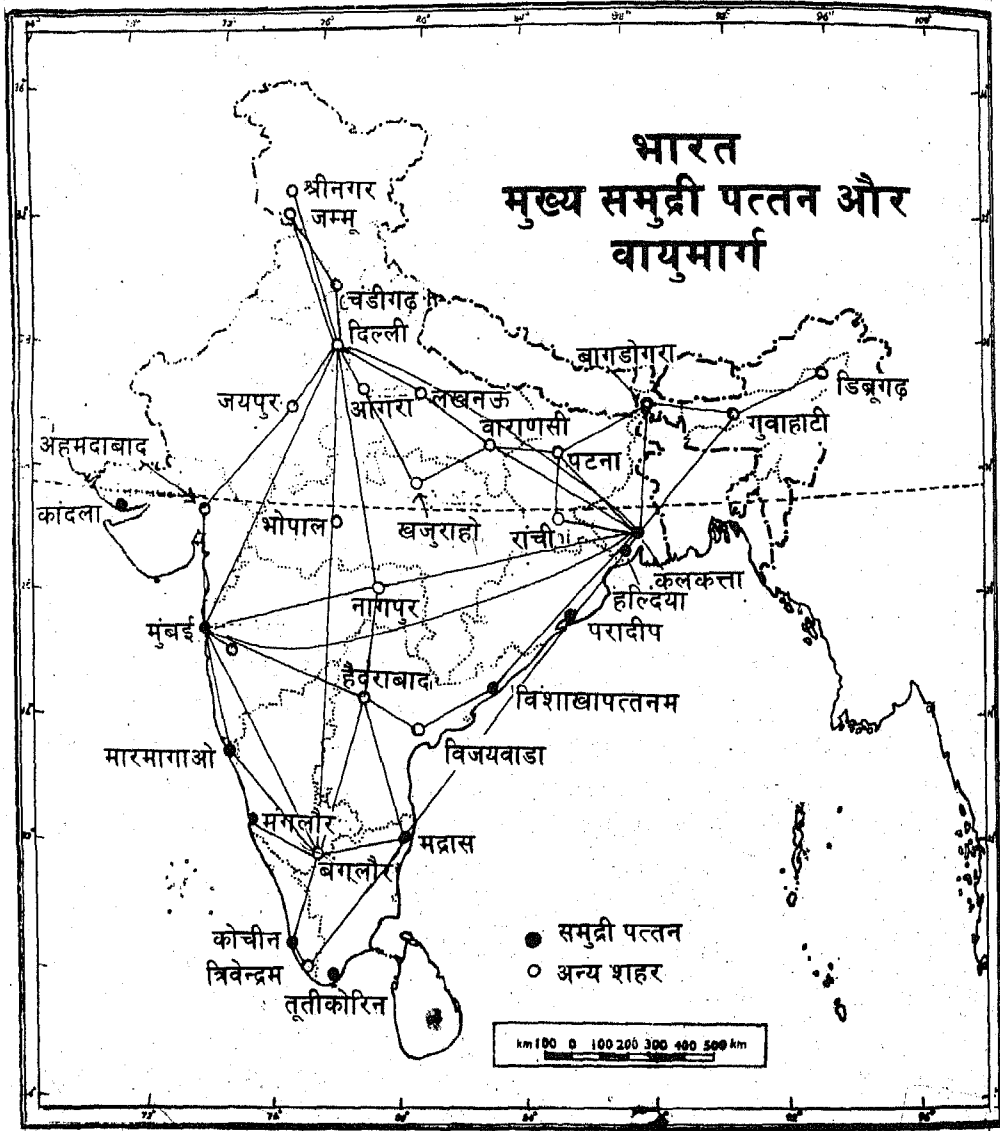 भारत
मुख्य समुद्री पत्तन और
वायुमार्ग
श्रीनगर
जम्मू
चंडीगढ़
दिल्ली
बागडोगरा
डिब्रूगढ़
जयपुर
आगरा
लखनऊ
गुवाहाटी
वाराणसी
अहमदाबाद
पटना
कांदला
भोपाल
खजुराहो
रांची
कलकत्ता
नागपुर
हल्दिया
मुंबई
परादीप
हैदराबाद
विशाखापत्तनम
मारमागाओ
विजयवाडा
मंगलौर
मद्रास
बंगलौर
कोचीन
समुद्री पत्तन
त्रिवेन्द्रम
अन्य शहर
तूतीकोरिन
km 100 0 100 200 300 400 500 km